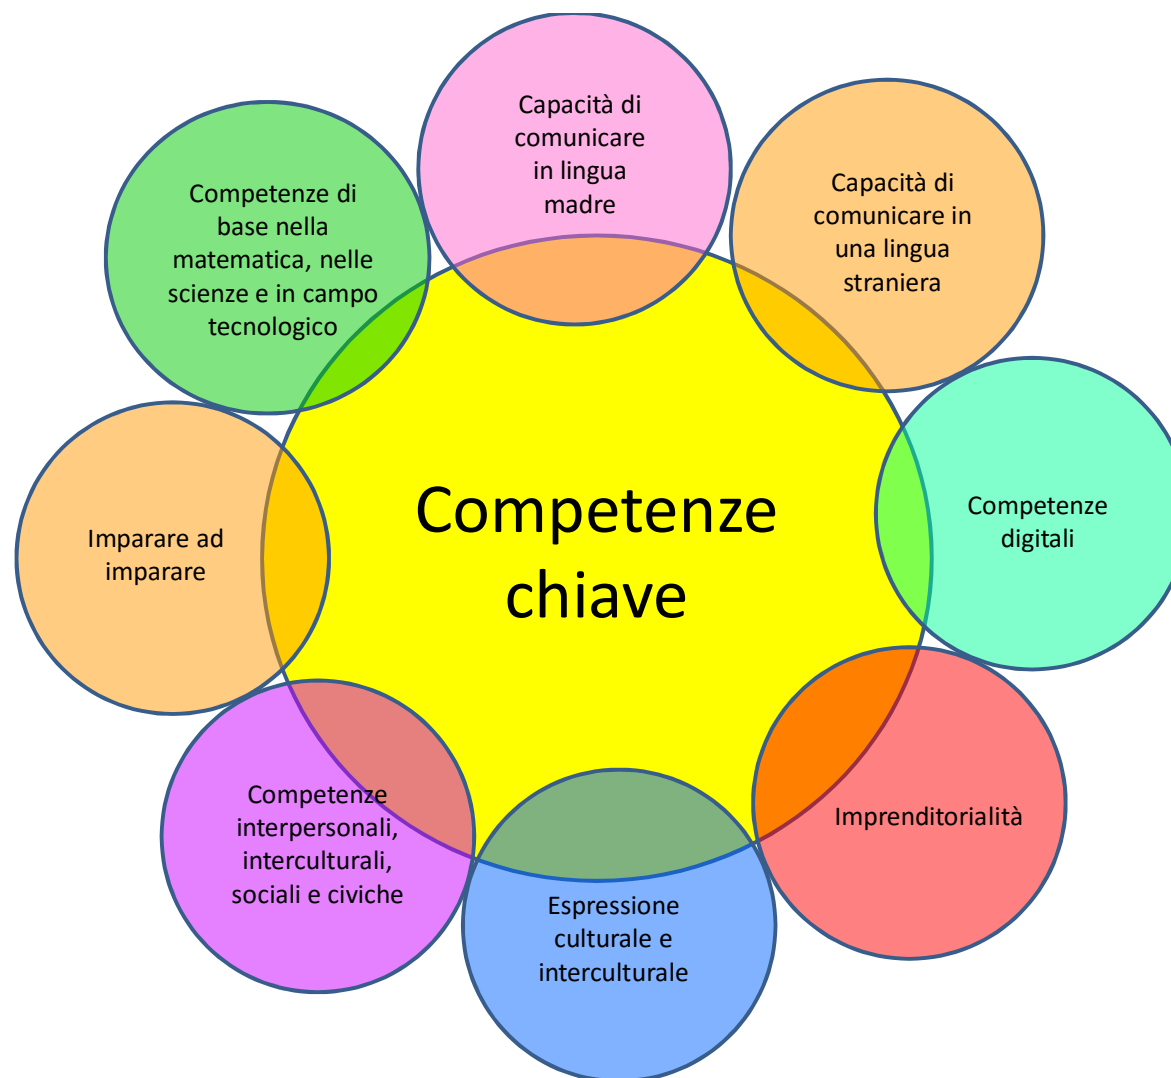 Capacità di
comunicare
in lingua
madre
Capacità di
comunicare in
una lingua
straniera
Competenze di
base nella
matematica, nelle
scienze e in campo
tecnologico
Competenze
chiave
Competenze
digitali
Imparare ad
imparare
Imprenditorialità
Competenze
interpersonali,
interculturali,
sociali e civiche
Espressione
culturale e
interculturale